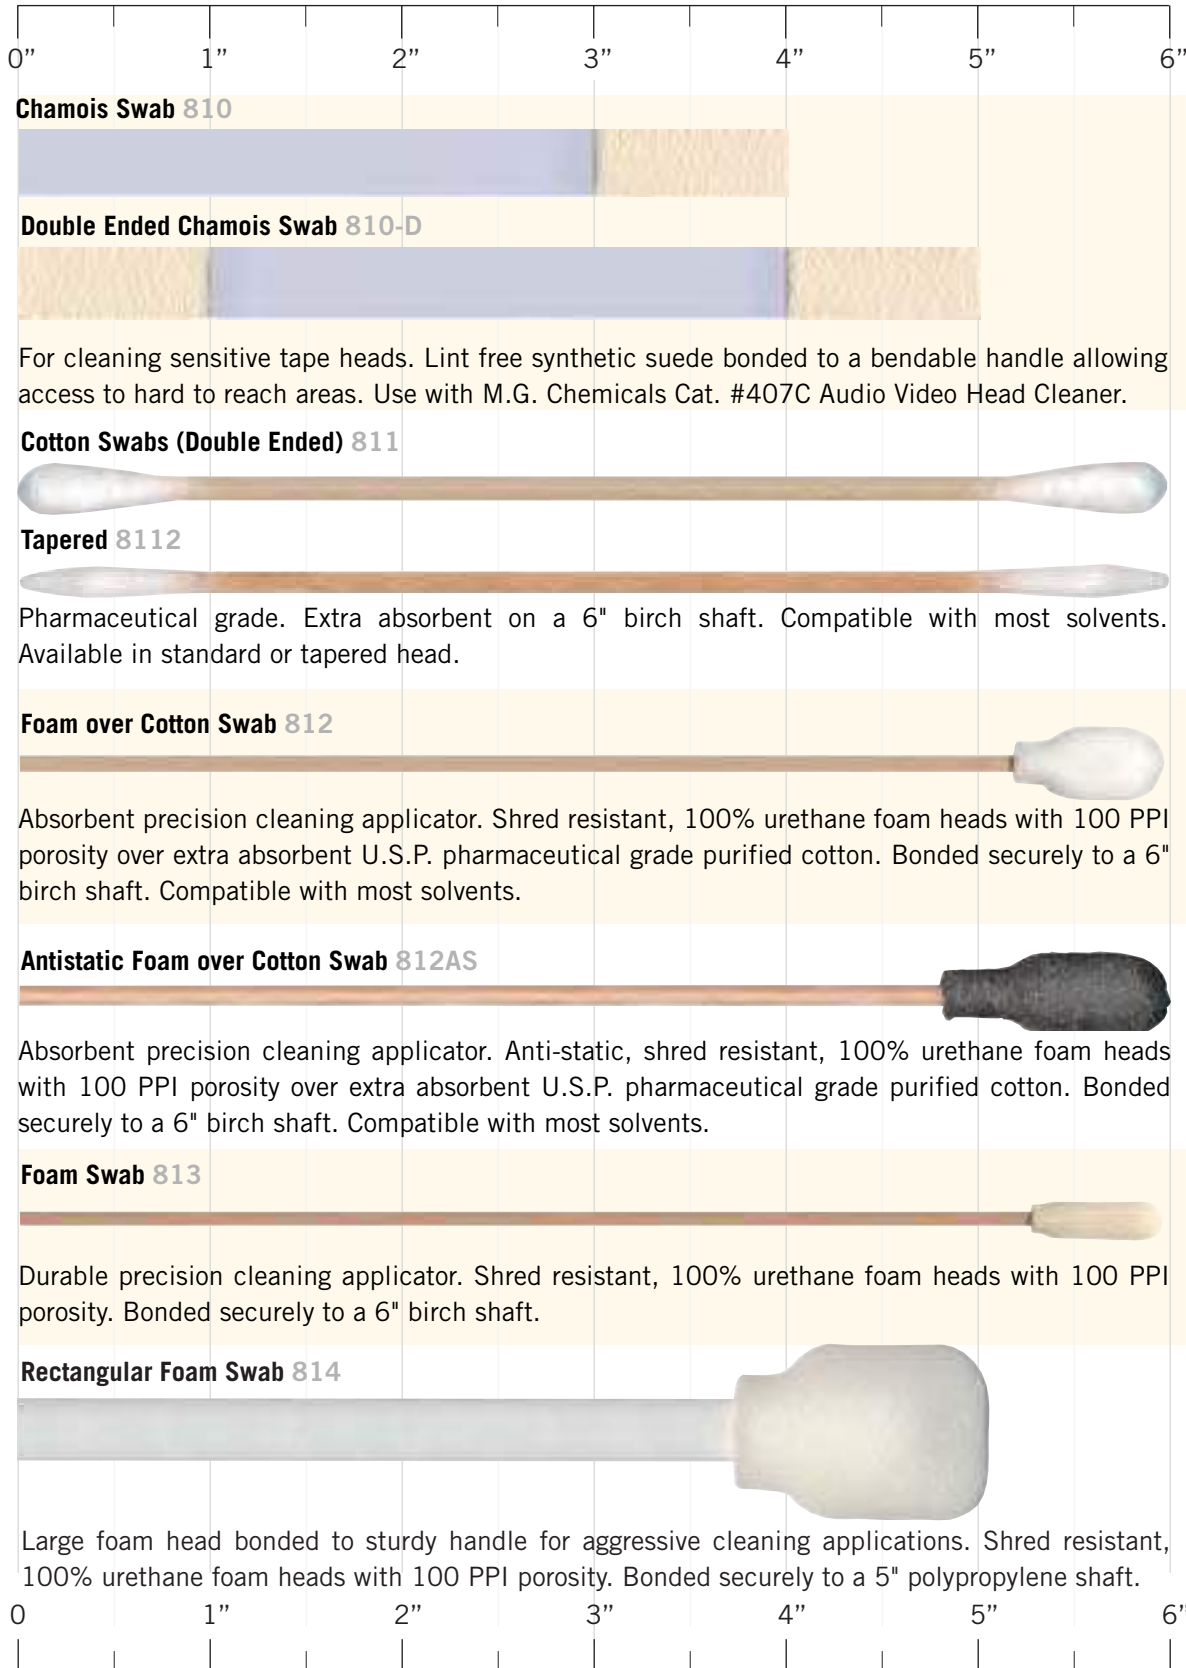 0” 1” 2” 3” 4” 5” 6”
Chamois Swab 810
Double Ended Chamois Swab 810-D
For cleaning sensitive tape heads. Lint free synthetic suede bonded to a bendable handle allowing
access to hard to reach areas. Use with M.G. Chemicals Cat. #407C Audio Video Head Cleaner.
Cotton Swabs (Double Ended) 811
Tapered 8112
Pharmaceutical grade. Extra absorbent on a 6" birch shaft. Compatible with most solvents.
Available in standard or tapered head.
Foam over Cotton Swab 812
Absorbent precision cleaning applicator. Shred resistant, 100% urethane foam heads with 100 PPI
porosity over extra absorbent U.S.P. pharmaceutical grade purified cotton. Bonded securely to a 6"
birch shaft. Compatible with most solvents.
Antistatic Foam over Cotton Swab 812AS
Absorbent precision cleaning applicator. Anti-static, shred resistant, 100% urethane foam heads
with 100 PPI porosity over extra absorbent U.S.P. pharmaceutical grade purified cotton. Bonded
securely to a 6" birch shaft. Compatible with most solvents.
Foam Swab 813
Durable precision cleaning applicator. Shred resistant, 100% urethane foam heads with 100 PPI
porosity. Bonded securely to a 6" birch shaft.
Rectangular Foam Swab 814
Large foam head bonded to sturdy handle for aggressive cleaning applications. Shred resistant,
100% urethane foam heads with 100 PPI porosity. Bonded securely to a 5" polypropylene shaft.
0 1” 2” 3” 4” 5” 6”